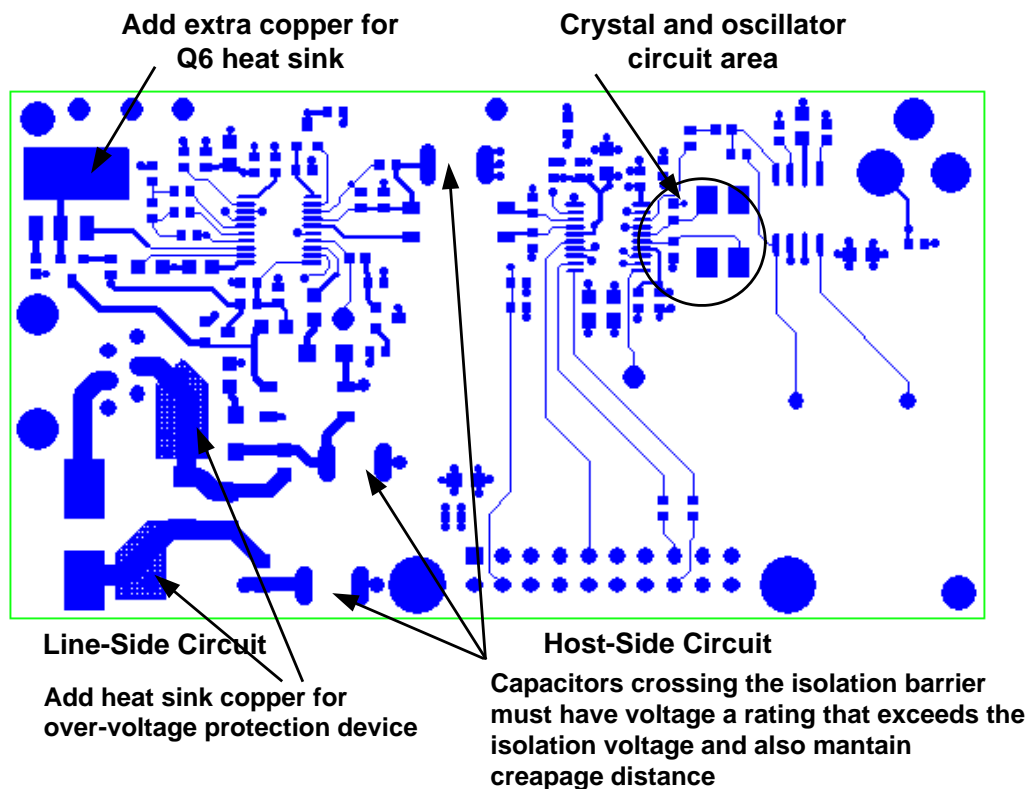 Add extra copper for
Q6 heat sink
Crystal and oscillator
circuit area
Line-Side Circuit
Host-Side Circuit
Add heat sink copper for
over-voltage protection device
Capacitors crossing the isolation barrier
must have voltage a rating that exceeds the
isolation voltage and also mantain
creapage distance